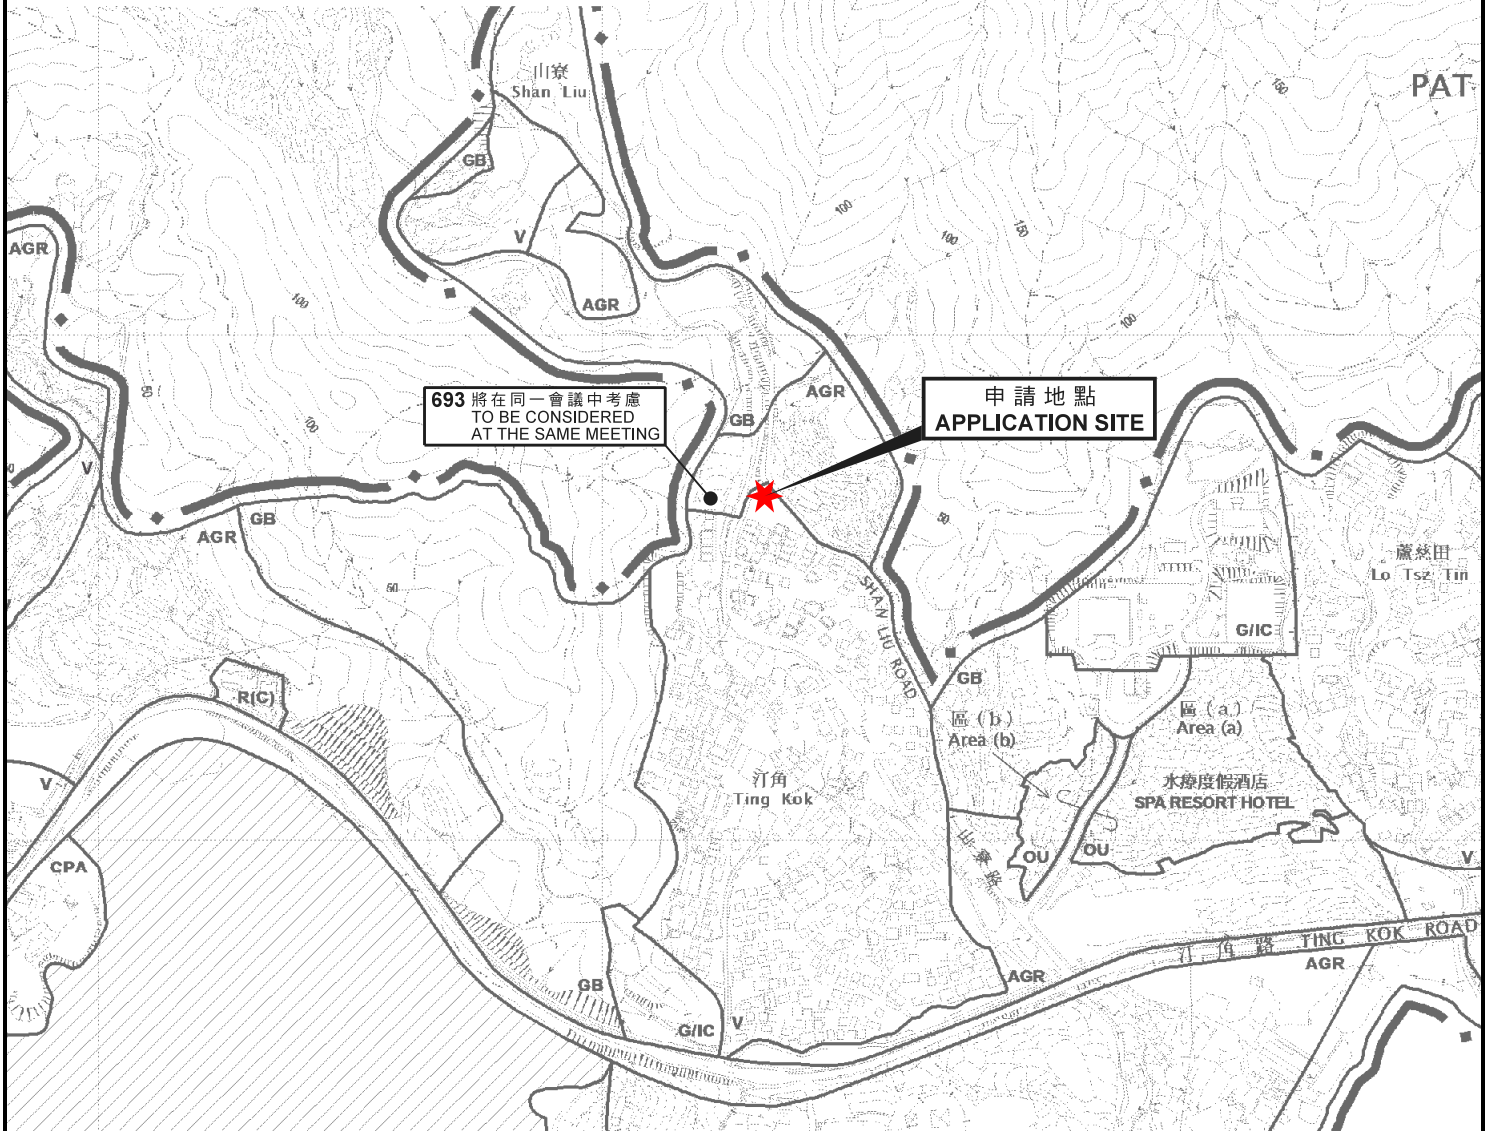 山寮
Shan Liu
PAT
150
GB
100
AGR
V
100
150
100
AGR
100
693 將在同一會議中考慮
TO BE CONSIDERED
AT THE SAME MEETING
申請地點
APPLICATION SITE
AGR
GB
V
100
50
GB
AGR
50
50
蘆慈田
Lo Tsz Tin
SHAN LIU ROAD
G/IC
GB
R(C)
區 (b)
Area (b)
區 (a)
Area (a)
汀角
Ting Kok
水療度假酒店
SPA RESORT HOTEL
V
山寮路
OU
OU
V
CPA
汀角路 TING KOK ROAD
AGR
AGR
GB
G/IC
V